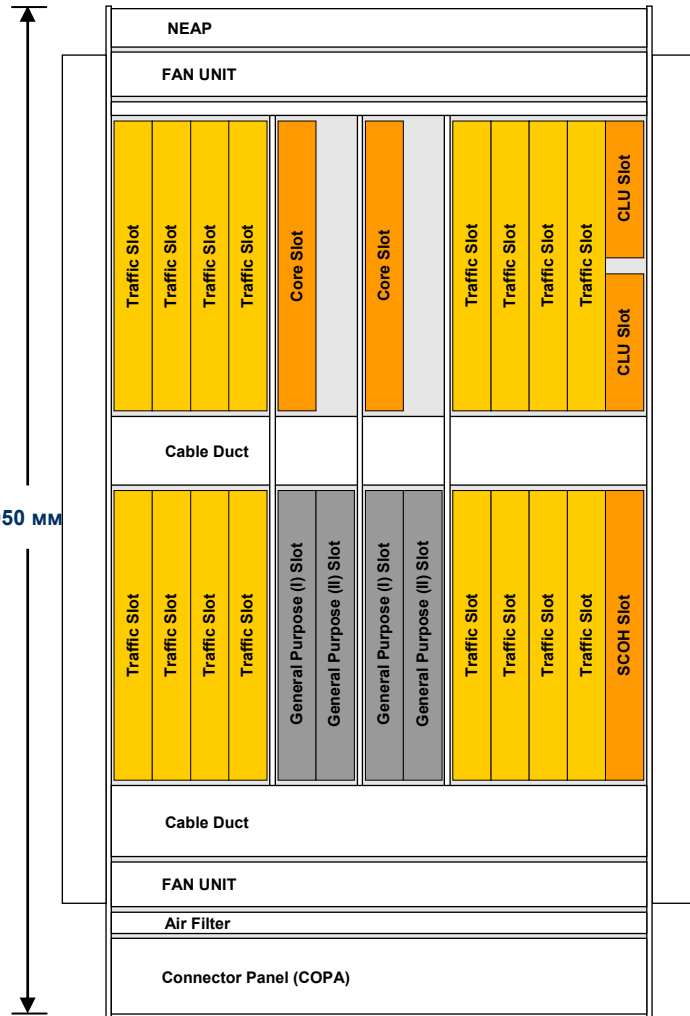 NEAP
FAN UNIT
Traffic Slot
Traffic Slot
Traffic Slot
Traffic Slot
Core Slot
Core Slot
Traffic Slot
Traffic Slot
Traffic Slot
Traffic Slot
CLU Slot
CLU Slot
Cable Duct
50 мм
Traffic Slot
Traffic Slot
Traffic Slot
Traffic Slot
General Purpose (I) Slot
General Purpose (II) Slot
General Purpose (I) Slot
General Purpose (II) Slot
Traffic Slot
Traffic Slot
Traffic Slot
Traffic Slot
SCOH Slot
Cable Duct
FAN UNIT
Air Filter
Connector Panel (COPA)